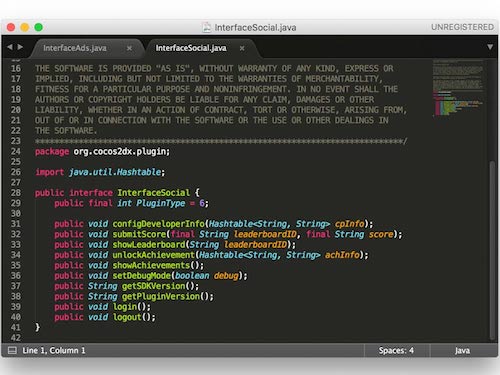 InterfaceSocial.java
UNREGISTERED
InterfaceAds.java
InterfaceSocial.java
16 THE SOFTWARE IS PROVIDED "AS IS", WITHOUT WARRANTY OF ANY KIND, EXPRESS OR
17 IMPLIED, INCLUDING BUT NOT LIMITED TO THE WARRANTIES OF MERCHANTABILITY,
18 FITNESS FOR A PARTICULAR PURPOSE AND NONINFRINGEMENT. IN NO EVENT SHALL THE
19 AUTHORS OR COPYRIGHT HOLDERS BE LIABLE FOR ANY CLAIM, DAMAGES OR OTHER
20 LIABILITY, WHETHER IN AN ACTION OF CONTRACT, TORT OR OTHERWISE, ARISING FROM,
21 OUT OF OR IN CONNECTION WITH THE SOFTWARE OR THE USE OR OTHER DEALINGS IN
22 THE SOFTWARE.
23 ****************************************************************************/
24 package org.cocos2dx.plugin;
25
26 import java.util.Hashtable;
27
28 public interface InterfaceSocial {
29 public final int PluginType = 6;
30
31 public void configDeveloperInfo(Hashtable<String, String> cpInfo);
32 public void submitScore(final String leaderboardID, final String score);
33 public void showLeaderboard(String leaderboardID);
34 public void unlockAchievement(Hashtable<String, String> achInfo);
35 public void showAchievements();
36 public void setDebugMode(boolean debug);
37 public String getSDKVersion();
38 public String getPluginVersion();
39 public void login();
40 public void logout();
41 }
42
Line 1, Column 1
Spaces: 4
Java